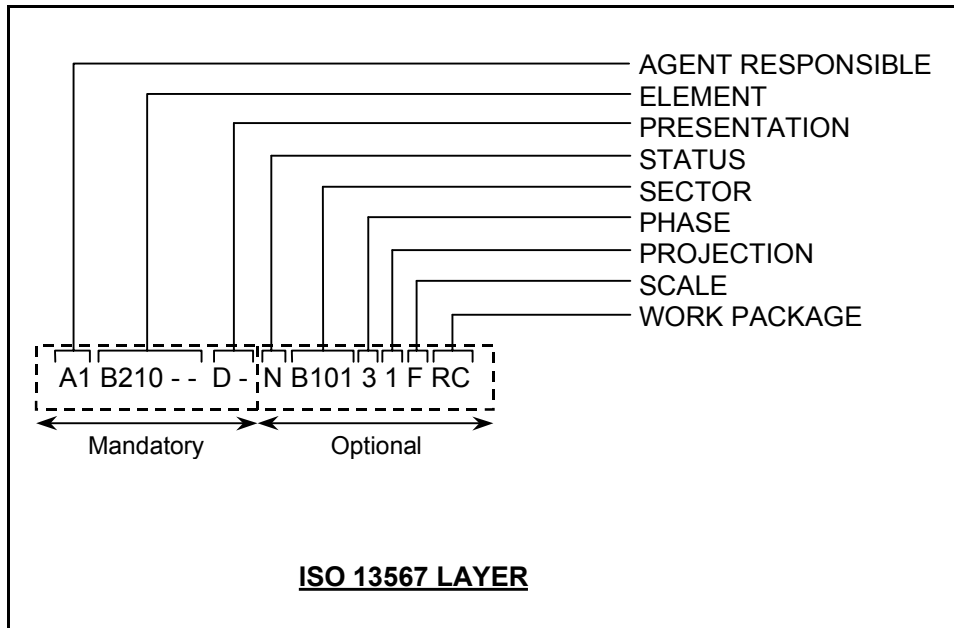 AGENT RESPONSIBLE
ELEMENT
PRESENTATION
STATUS
SECTOR
PHASE
PROJECTION
SCALE
WORK PACKAGE
A1 B210 - - D - N B101 3 1 F RC
Mandatory Optional
ISO 13567 LAYER